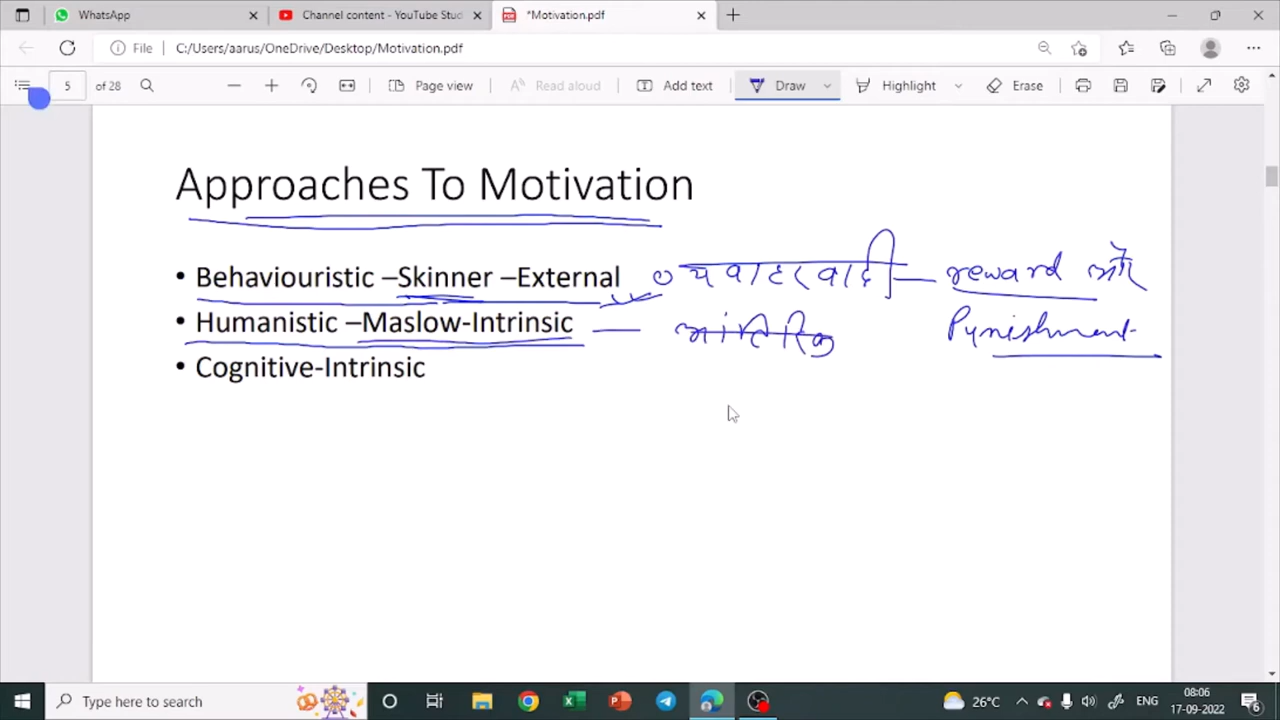 WhatsApp
Channel content - YouTube Stud
*Motivation.pdf
File C:/Users/aarus/OneDrive/Desktop/Motivation.pdf
5 of 28 Page view Read aloud Add text Draw Highlight Erase
Approaches To Motivation
• Behaviouristic –Skinner –External व्यवहारवादी — reward और
• Humanistic –Maslow-Intrinsic — आंतरिक Punishment
• Cognitive-Intrinsic
Type here to search 26°C ENG 08:06
17-09-2022 6